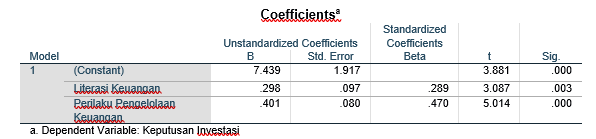 Coefficientsa
Unstandardized Coefficients Standardized Coefficients
Model B Std. Error Beta t Sig.
1 (Constant) 7.439 1.917 3.881 .000
Literasi Keuangan .298 .097 .289 3.087 .003
Perilaku Pengelolaan Keuangan .401 .080 .470 5.014 .000
a. Dependent Variable: Keputusan Investasi